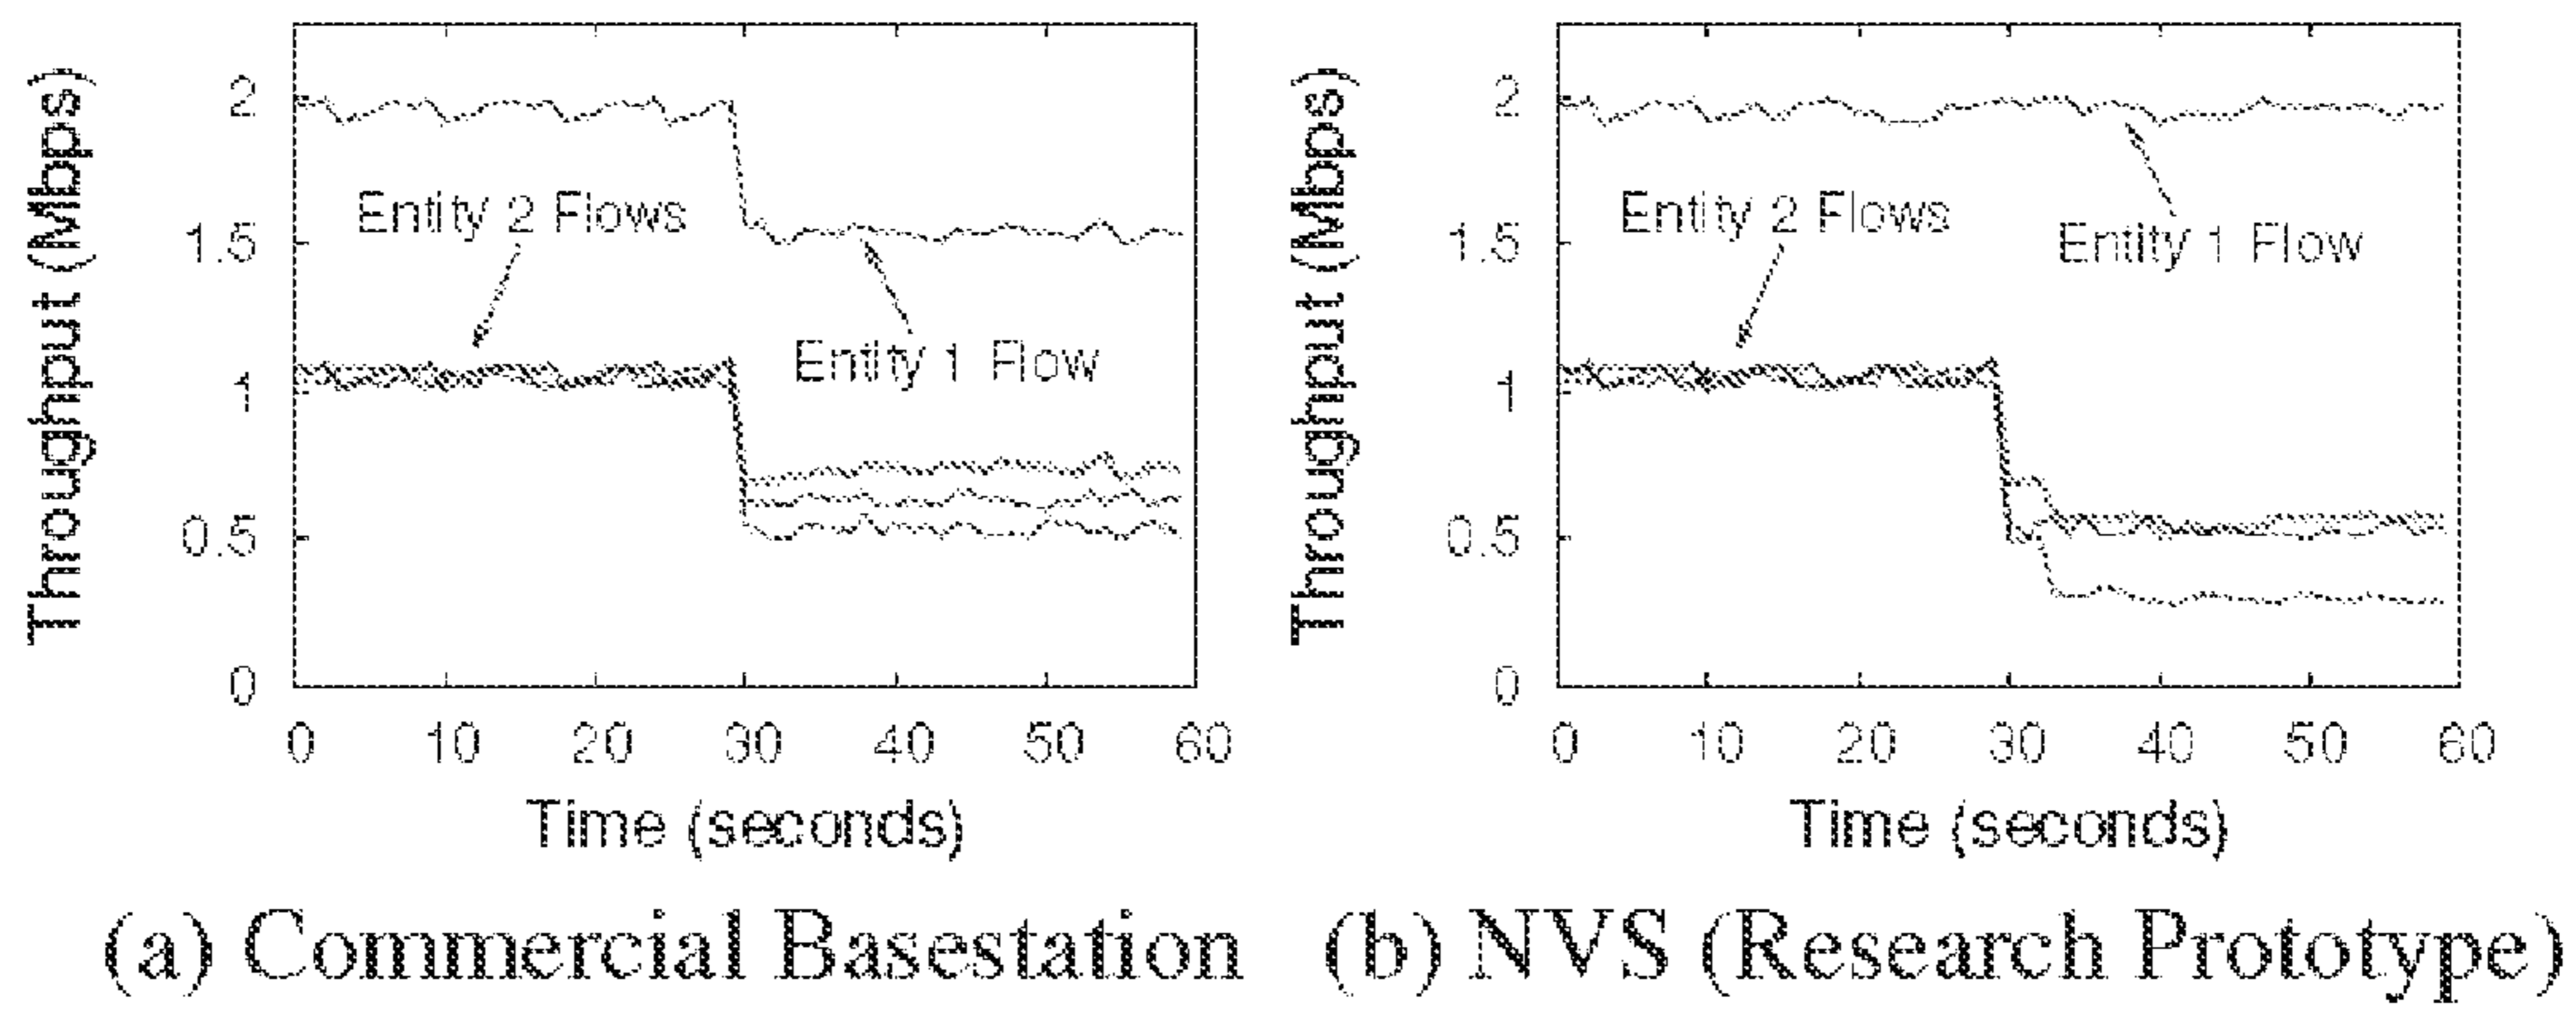 Throughput (Mbps)
2
1.5
1
0.5
0
Entity 2 Flows
Entity 1 Flow
0 10 20 30 40 50 60
Time (seconds)
(a) Commercial Basestation
Throughput (Mbps)
2
1.5
1
0.5
0
Entity 2 Flows
Entity 1 Flow
0 10 20 30 40 50 60
Time (seconds)
(b) NVS (Research Prototype)